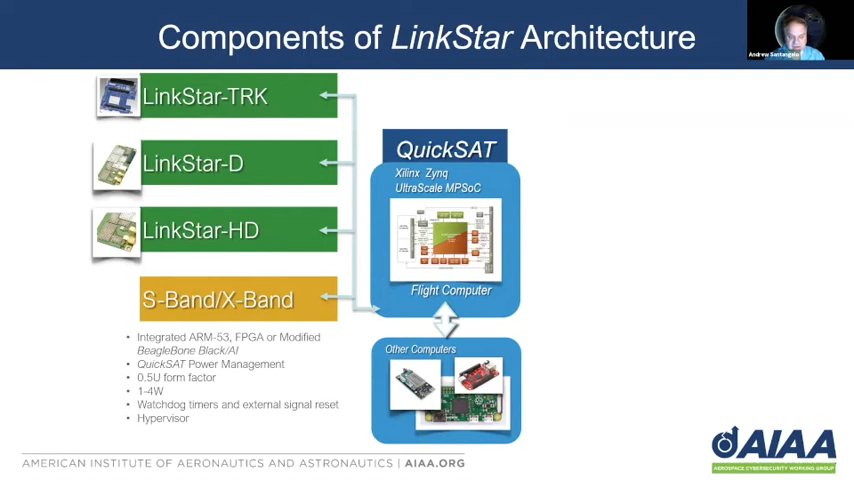 Components of LinkStar Architecture
Andrew Santangelo
LinkStar-TRK
LinkStar-D
LinkStar-HD
S-Band/X-Band
• Integrated ARM-53, FPGA or Modified
BeagleBone Black/AI
• QuickSAT Power Management
• 0.5U form factor
• 1-4W
• Watchdog timers and external signal reset
• Hypervisor
QuickSAT
Xilinx Zynq
UltraScale MPSoC
Flight Computer
Other Computers
AMERICAN INSTITUTE OF AERONAUTICS AND ASTRONAUTICS | AIAA.ORG
AIAA
AEROSPACE CYBERSECURITY WORKING GROUP